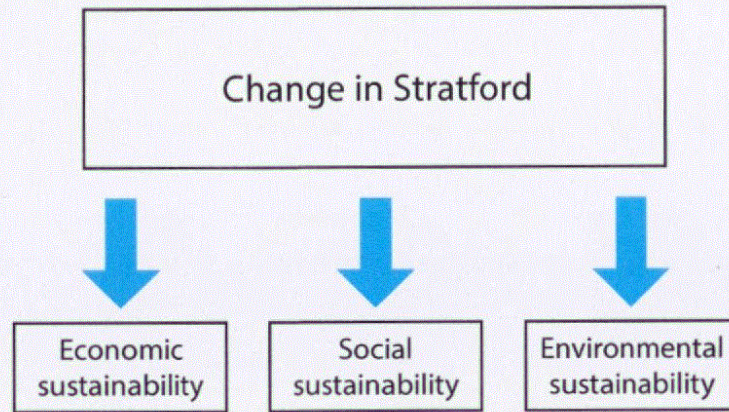 Change in Stratford
Economic
sustainability
Social
sustainability
Environmental
sustainability